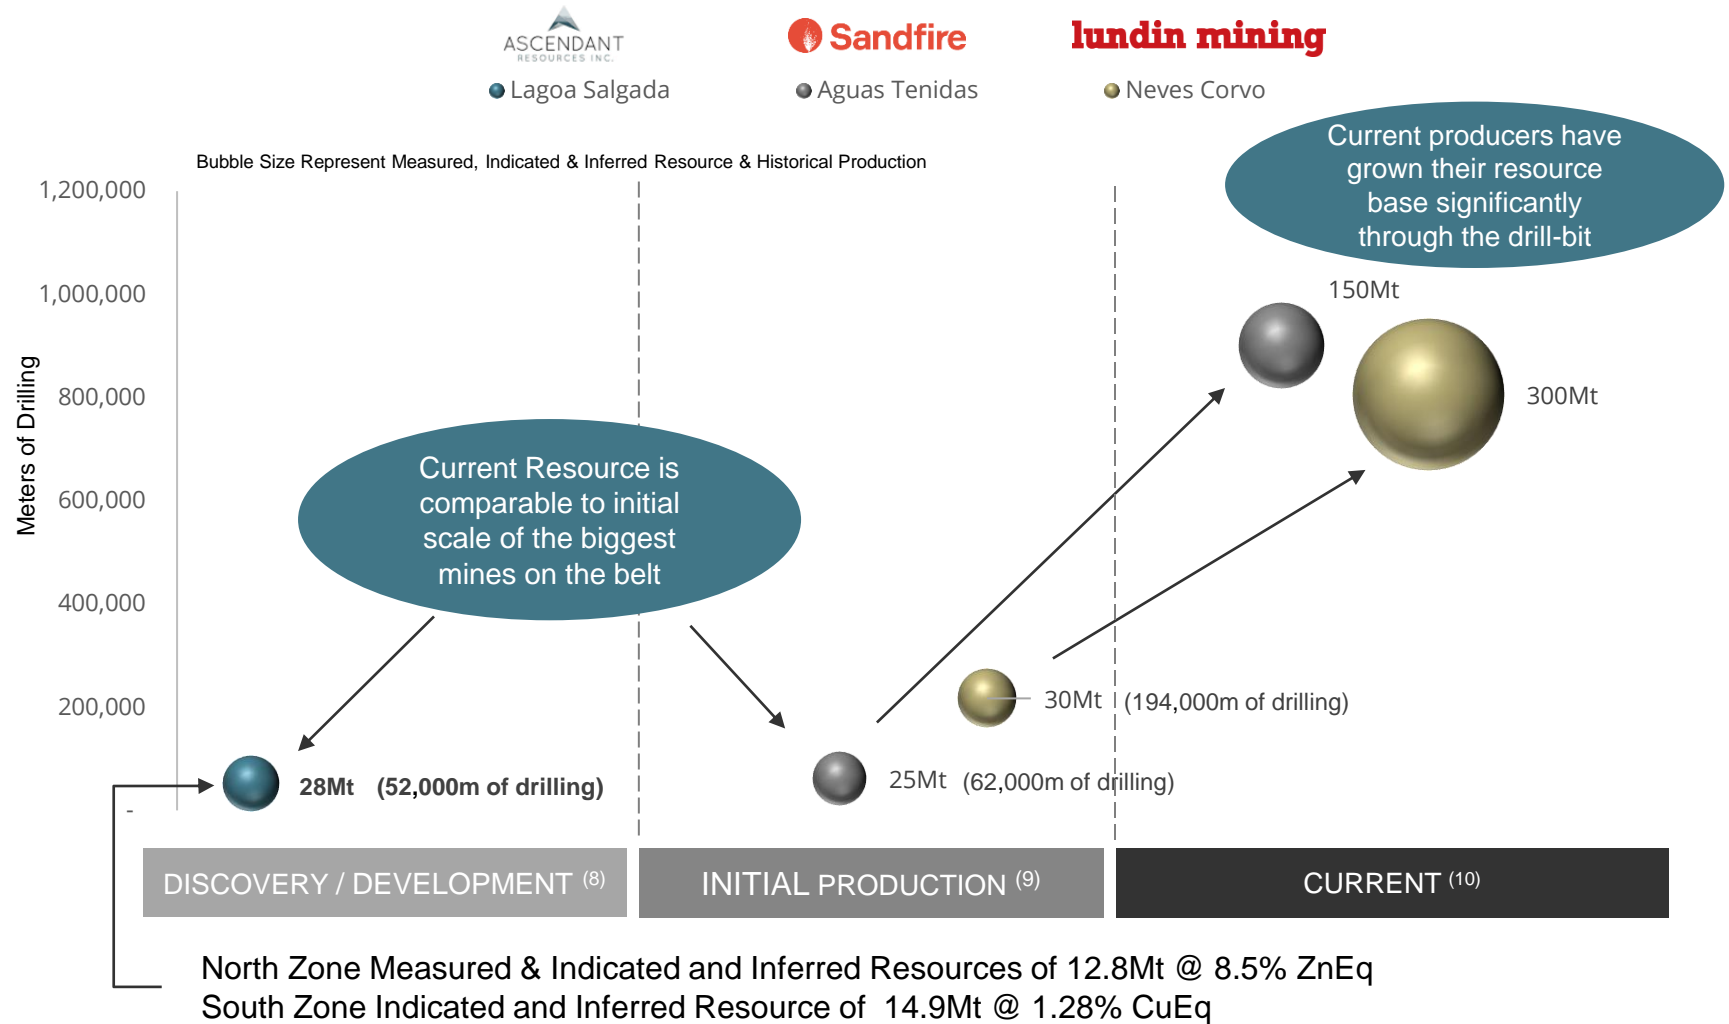 ASCENDANT
RESOURCES INC.
Sandfire
lundin mining
Lagoa Salgada
Aguas Tenidas
Neves Corvo
Current producers have
grown their resource
base significantly
through the drill-bit
Bubble Size Represent Measured, Indicated & Inferred Resource & Historical Production
1,200,000
1,000,000
800,000
600,000
400,000
200,000
-
Meters of Drilling
150Mt
300Mt
Current Resource is
comparable to initial
scale of the biggest
mines on the belt
30Mt (194,000m of drilling)
28Mt (52,000m of drilling)
25Mt (62,000m of drilling)
DISCOVERY / DEVELOPMENT (8)
INITIAL PRODUCTION (9)
CURRENT (10)
North Zone Measured & Indicated and Inferred Resources of 12.8Mt @ 8.5% ZnEq
South Zone Indicated and Inferred Resource of 14.9Mt @ 1.28% CuEq